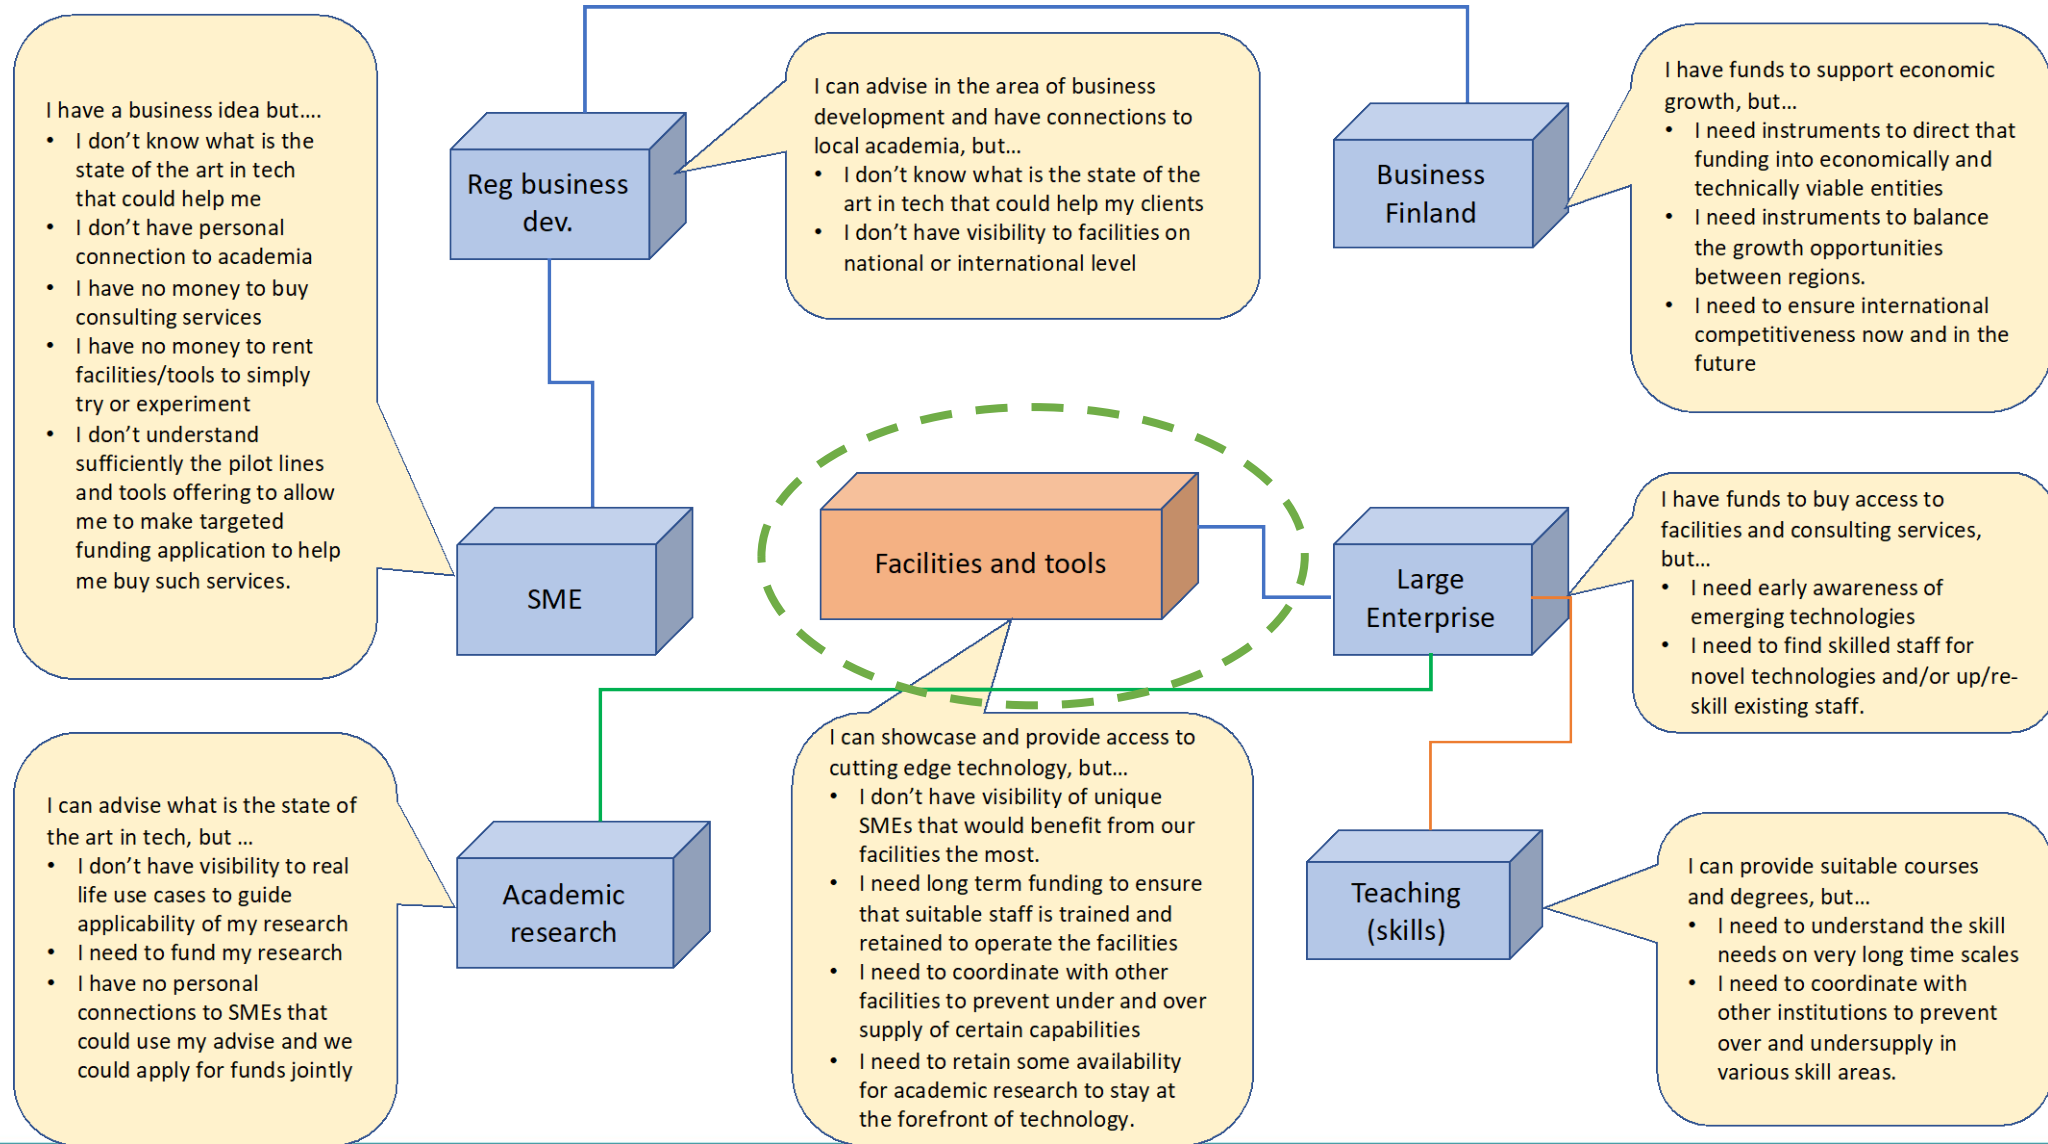 I have a business idea but....
• I don’t know what is the
state of the art in tech
that could help me
• I don’t have personal
connection to academia
• I have no money to buy
consulting services
• I have no money to rent
facilities/tools to simply
try or experiment
• I don’t understand
sufficiently the pilot lines
and tools offering to allow
me to make targeted
funding application to help
me buy such services.
Reg business
dev.
I can advise in the area of business
development and have connections to
local academia, but…
• I don’t know what is the state of the
art in tech that could help my clients
• I don’t have visibility to facilities on
national or international level
Business
Finland
I have funds to support economic
growth, but…
• I need instruments to direct that
funding into economically and
technically viable entities
• I need instruments to balance
the growth opportunities
between regions.
• I need to ensure international
competitiveness now and in the
future
SME
Facilities and tools
Large
Enterprise
I have funds to buy access to
facilities and consulting services,
but…
• I need early awareness of
emerging technologies
• I need to find skilled staff for
novel technologies and/or up/re-
skill existing staff.
I can advise what is the state of
the art in tech, but …
• I don’t have visibility to real
life use cases to guide
applicability of my research
• I need to fund my research
• I have no personal
connections to SMEs that
could use my advise and we
could apply for funds jointly
Academic
research
I can showcase and provide access to
cutting edge technology, but…
• I don’t have visibility of unique
SMEs that would benefit from our
facilities the most.
• I need long term funding to ensure
that suitable staff is trained and
retained to operate the facilities
• I need to coordinate with other
facilities to prevent under and over
supply of certain capabilities
• I need to retain some availability
for academic research to stay at
the forefront of technology.
Teaching
(skills)
I can provide suitable courses
and degrees, but…
• I need to understand the skill
needs on very long time scales
• I need to coordinate with
other institutions to prevent
over and undersupply in
various skill areas.